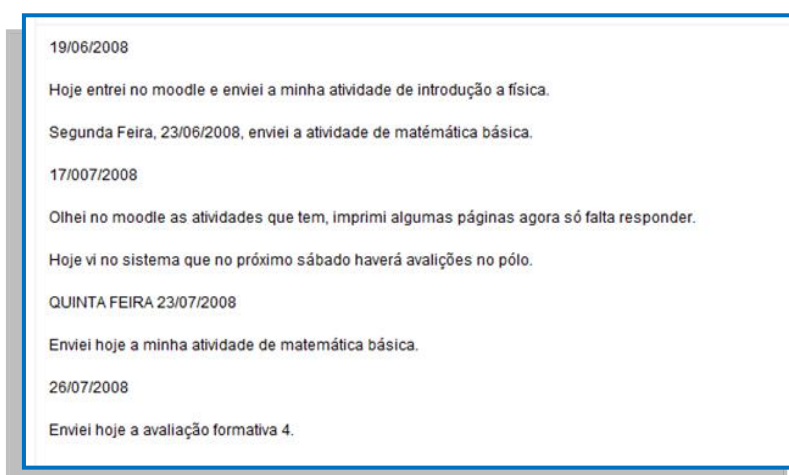 19/06/2008
Hoje entrei no moodle e enviei a minha atividade de introdução a física.
Segunda Feira, 23/06/2008, enviei a atividade de matématica básica.
17/007/2008
Olhei no moodle as atividades que tem, imprimi algumas páginas agora só falta responder.
Hoje vi no sistema que no próximo sábado haverá avalições no pólo.
QUINTA FEIRA 23/07/2008
Enviei hoje a minha atividade de matemática básica.
26/07/2008
Enviei hoje a avaliação formativa 4.